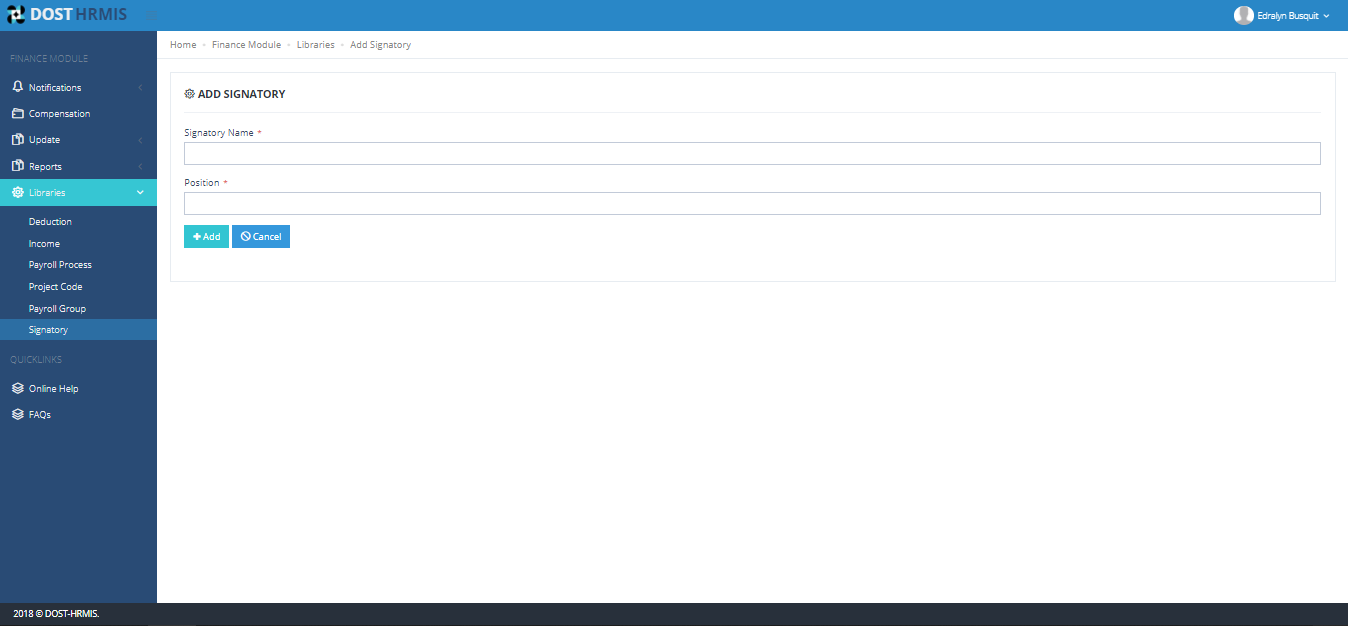 DOST HRMIS
Edralyn Busquit
Home Finance Module Libraries Add Signatory
FINANCE MODULE
Notifications
Compensation
Update
Reports
Libraries
Deduction
Income
Payroll Process
Project Code
Payroll Group
Signatory
QUICKLINKS
Online Help
FAQs
ADD SIGNATORY
Signatory Name *
Position *
Add Cancel
2018 © DOST-HRMIS.